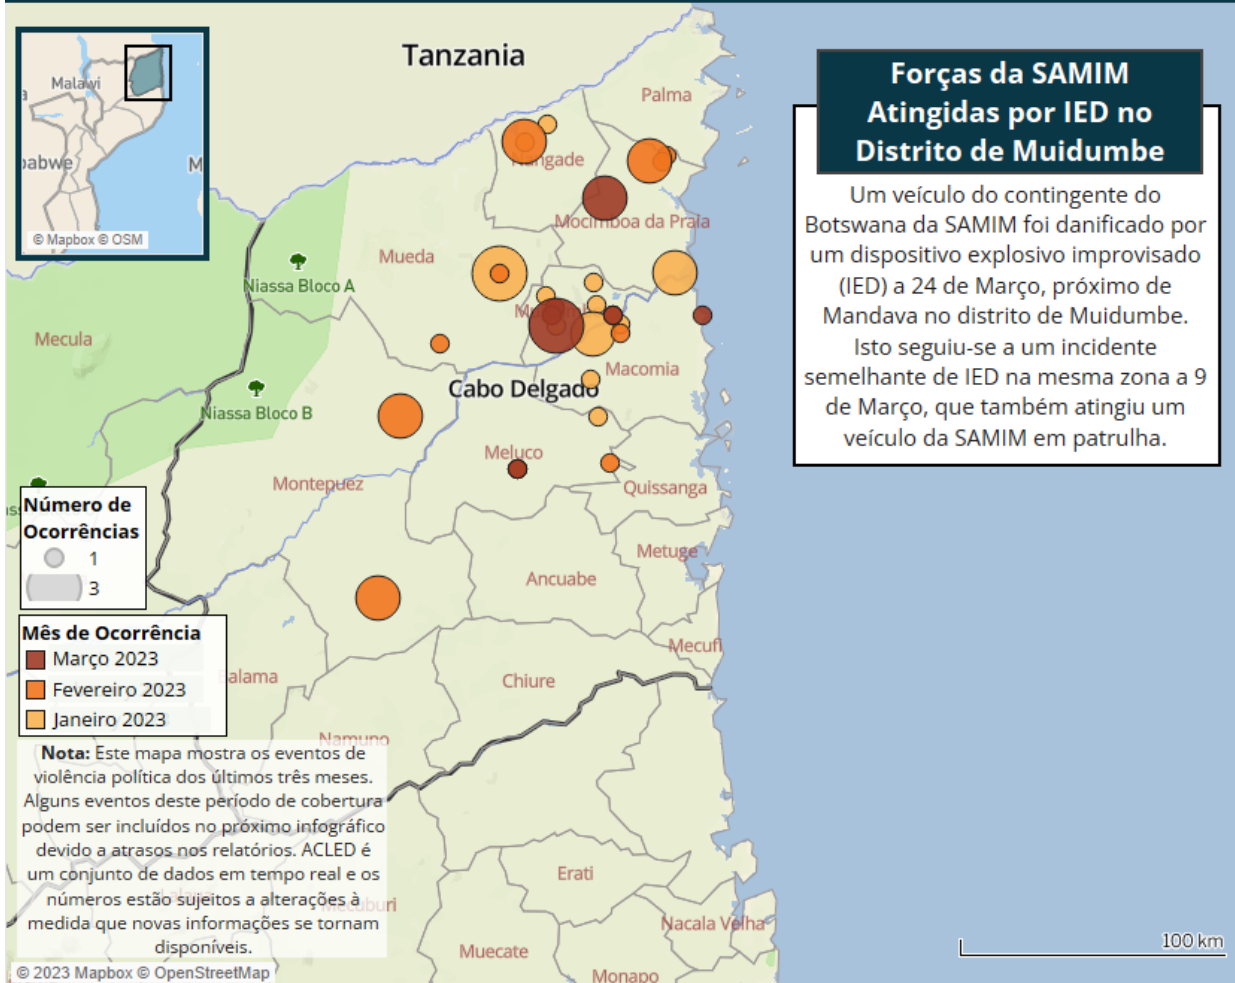 Tanzania
Malawi
© Mapbox © OSM
Forças da SAMIM
Atingidas por IED no
Distrito de Muidumbe
Um veículo do contingente do
Botswana da SAMIM foi danificado por
um dispositivo explosivo improvisado
(IED) a 24 de Março, próximo de
Mandava no distrito de Muidumbe.
Isto seguiu-se a um incidente
semelhante de IED na mesma zona a 9
de Março, que também atingiu um
veículo da SAMIM em patrulha.
Palma
Mocimboa da Praia
Mueda
Niassa Bloco A
Mecula
Macomia
Cabo Delgado
Niassa Bloco B
Meluco
Montepuez
Quissanga
Metuge
Ancuabe
Mecufi
Chiure
Namuno
Número de
Ocorrências
1
3
Mês de Ocorrência
Março 2023
Fevereiro 2023
Janeiro 2023
Nota: Este mapa mostra os eventos de
violência política dos últimos três meses.
Alguns eventos deste período de cobertura
podem ser incluídos no próximo infográfico
devido a atrasos nos relatórios. ACLED é
um conjunto de dados em tempo real e os
números estão sujeitos a alterações à
medida que novas informações se tornam
disponíveis.
Erati
Nacala Velha
Muecate
Monapo
100 km
© 2023 Mapbox © OpenStreetMap